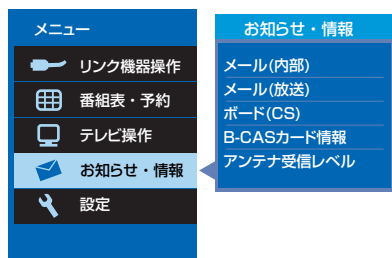 メニュー
リンク機器操作
番組表・予約
テレビ操作
お知らせ・情報
設定
お知らせ・情報
メール(内部)
メール(放送)
ボード(CS)
B-CASカード情報
アンテナ受信レベル